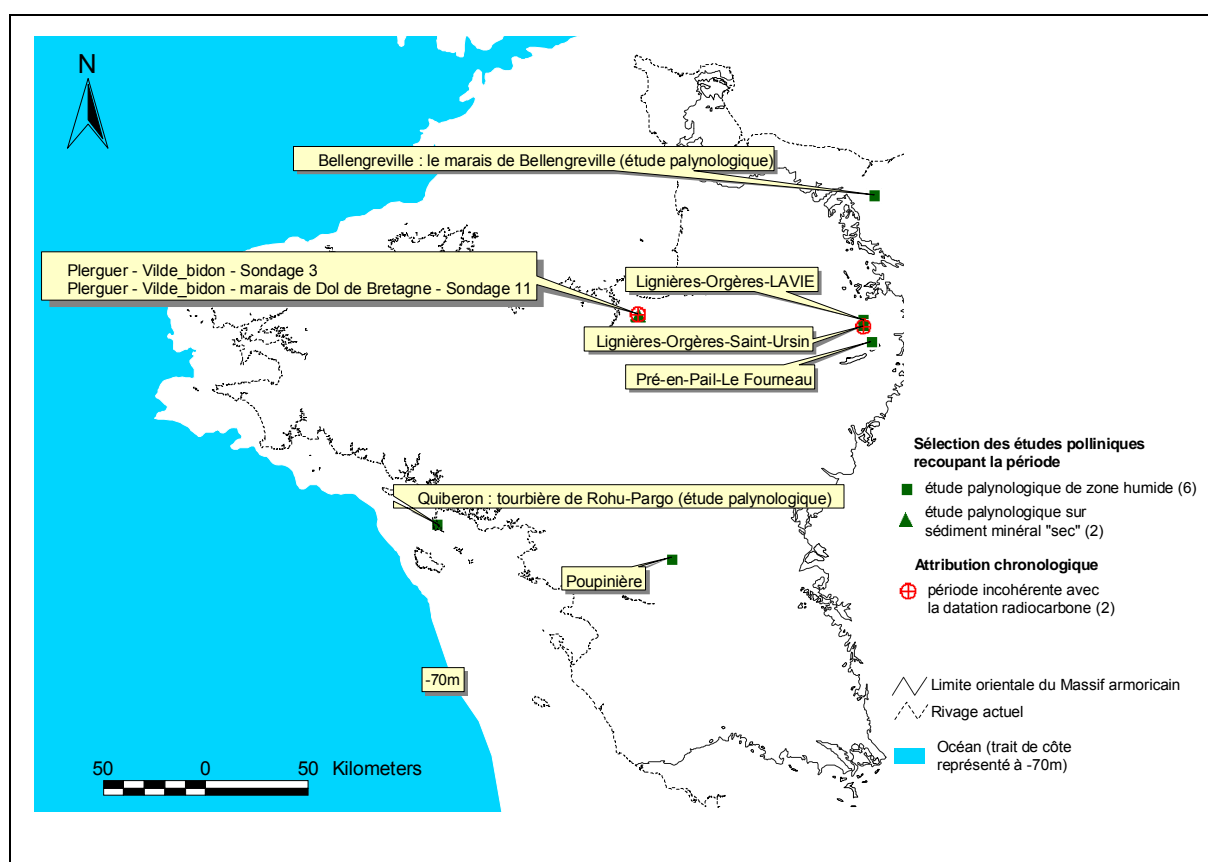 N
Bellengreville : le marais de Bellengreville (étude palynologique)
Plerguer - Vilde_bidon - Sondage 3
Plerguer - Vilde_bidon - marais de Dol de Bretagne - Sondage 11
Lignières-Orgères-LAVIE
Lignières-Orgères-Saint-Ursin
Pré-en-Pail-Le Fourneau
Quiberon : tourbière de Rohu-Pargo (étude palynologique)
Poupinière
-70m
50 0 50 Kilometers
Sélection des études polliniques
recoupant la période
étude palynologique de zone humide (6)
étude palynologique sur
sédiment minéral "sec" (2)
Attribution chronologique
période incohérente avec
la datation radiocarbone (2)
Limite orientale du Massif armoricain
Rivage actuel
Océan (trait de côte
représenté à -70m)